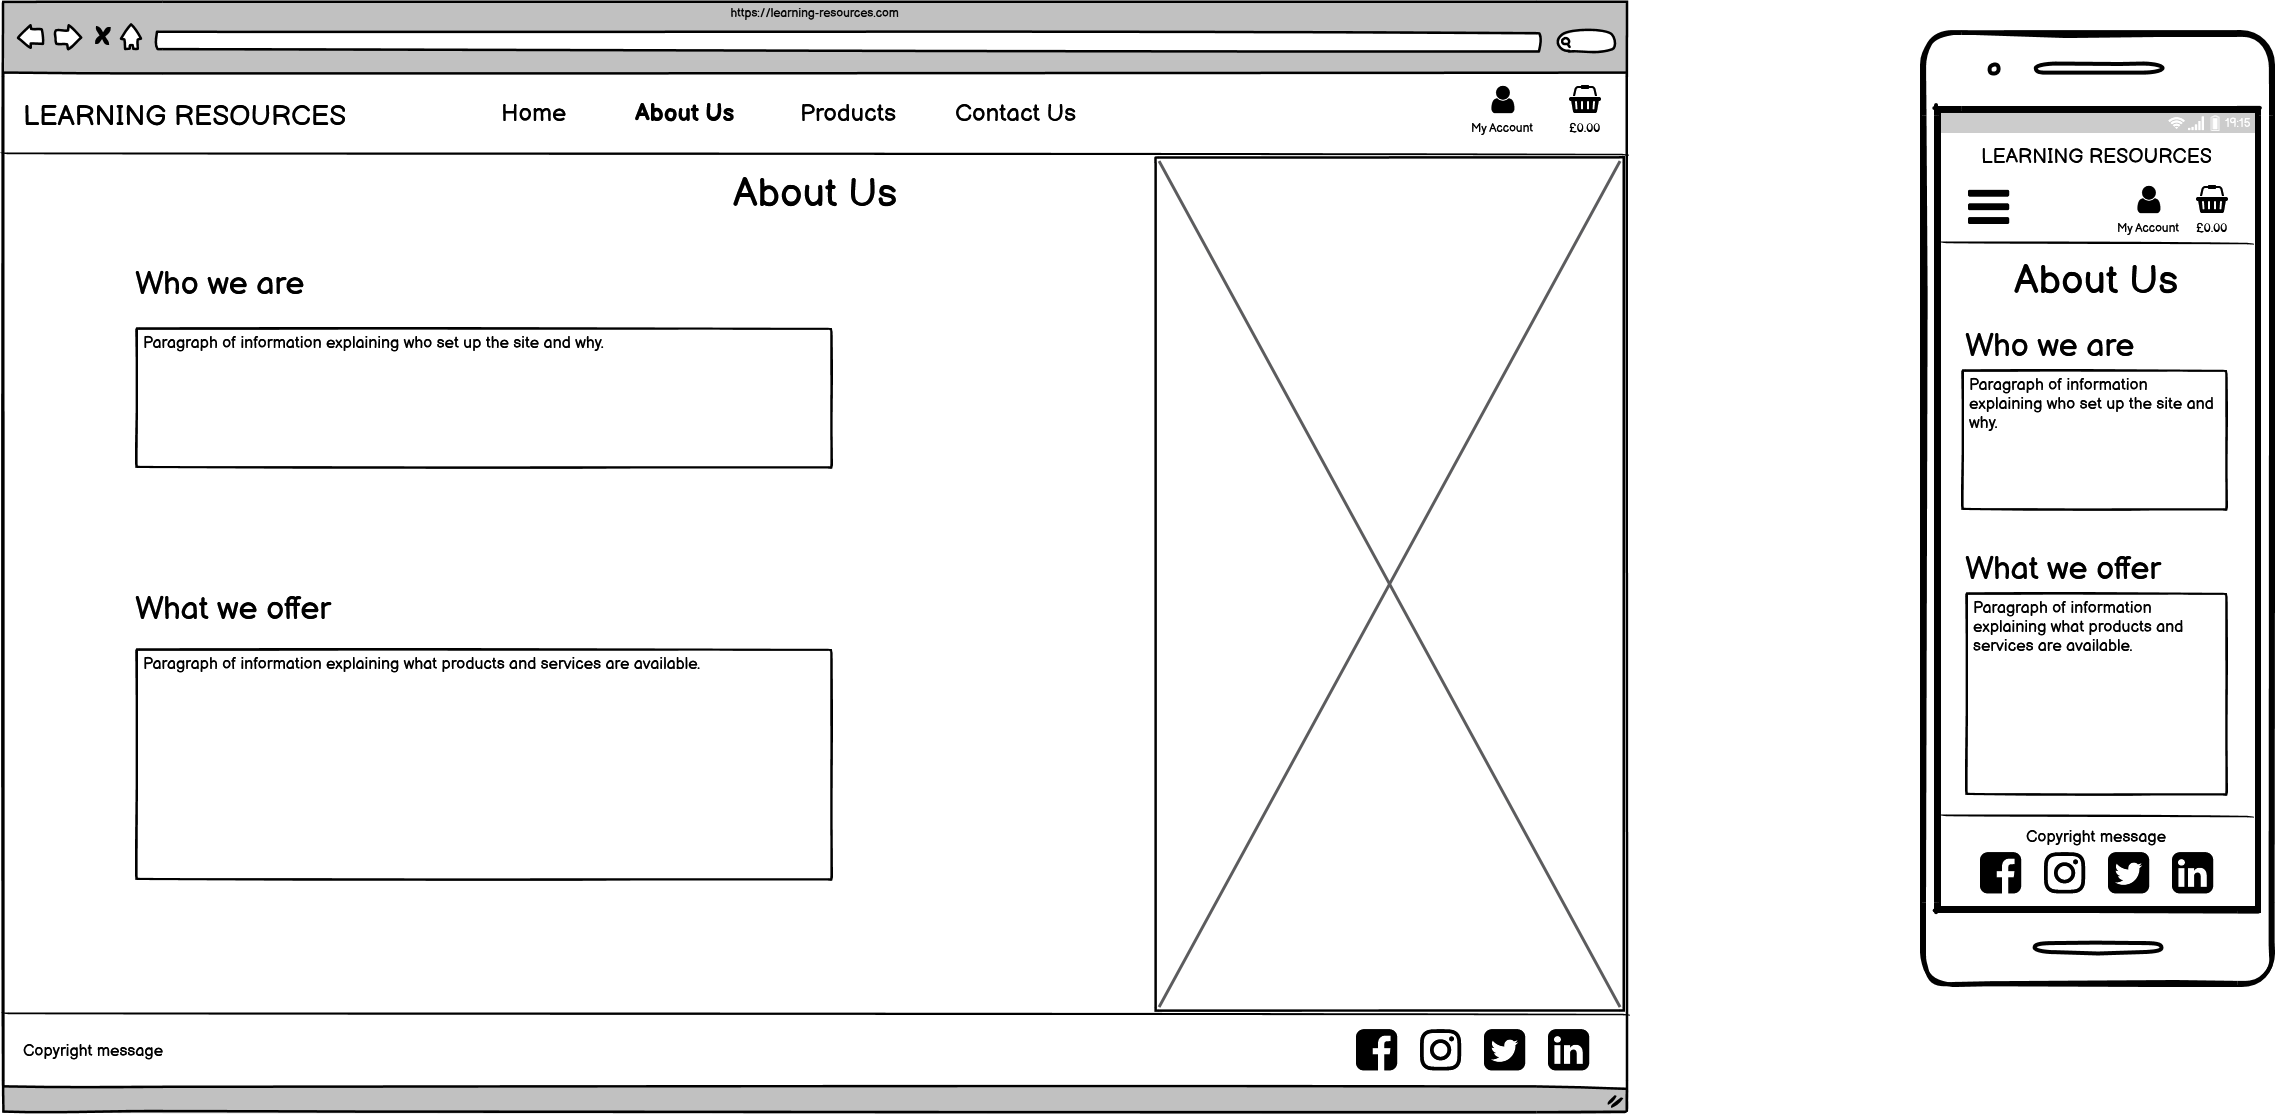 https://learning-resources.com
LEARNING RESOURCES
Home
About Us
Products
Contact Us
My Account
£0.00
About Us
Who we are
Paragraph of information explaining who set up the site and why.
What we offer
Paragraph of information explaining what products and services are available.
Copyright message
19:15
LEARNING RESOURCES
My Account
£0.00
About Us
Who we are
Paragraph of information
explaining who set up the site and
why.
What we offer
Paragraph of information
explaining what products and
services are available.
Copyright message